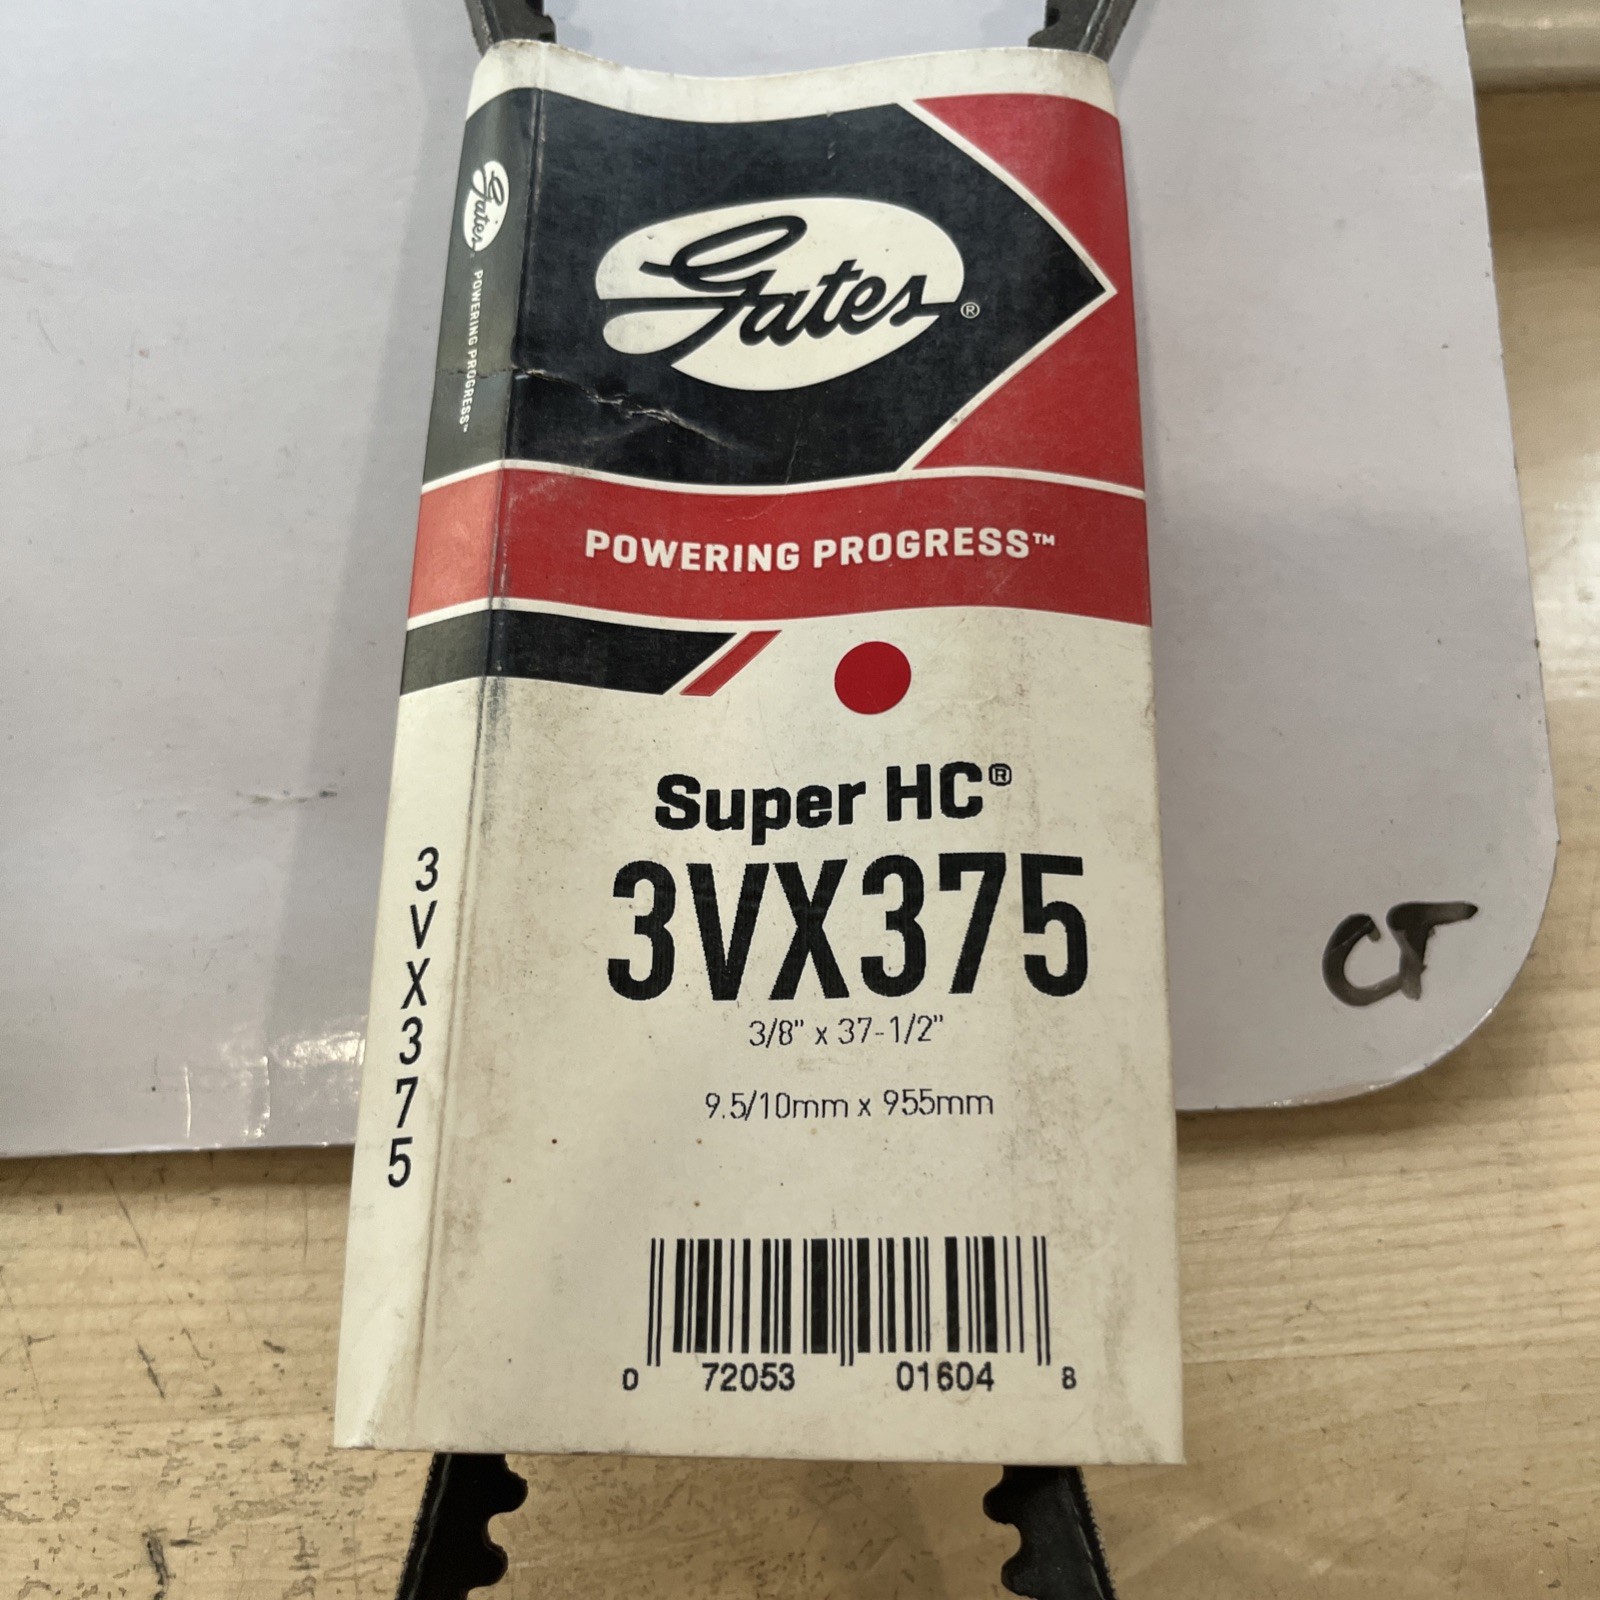 Gates®
POWERING PROGRESS™
Gates®
POWERING PROGRESS™
Super HC®
3VX375
3/8" x 37-1/2"
9.5/10mm x 955mm
3VX375
0 72053 01604 8
CT